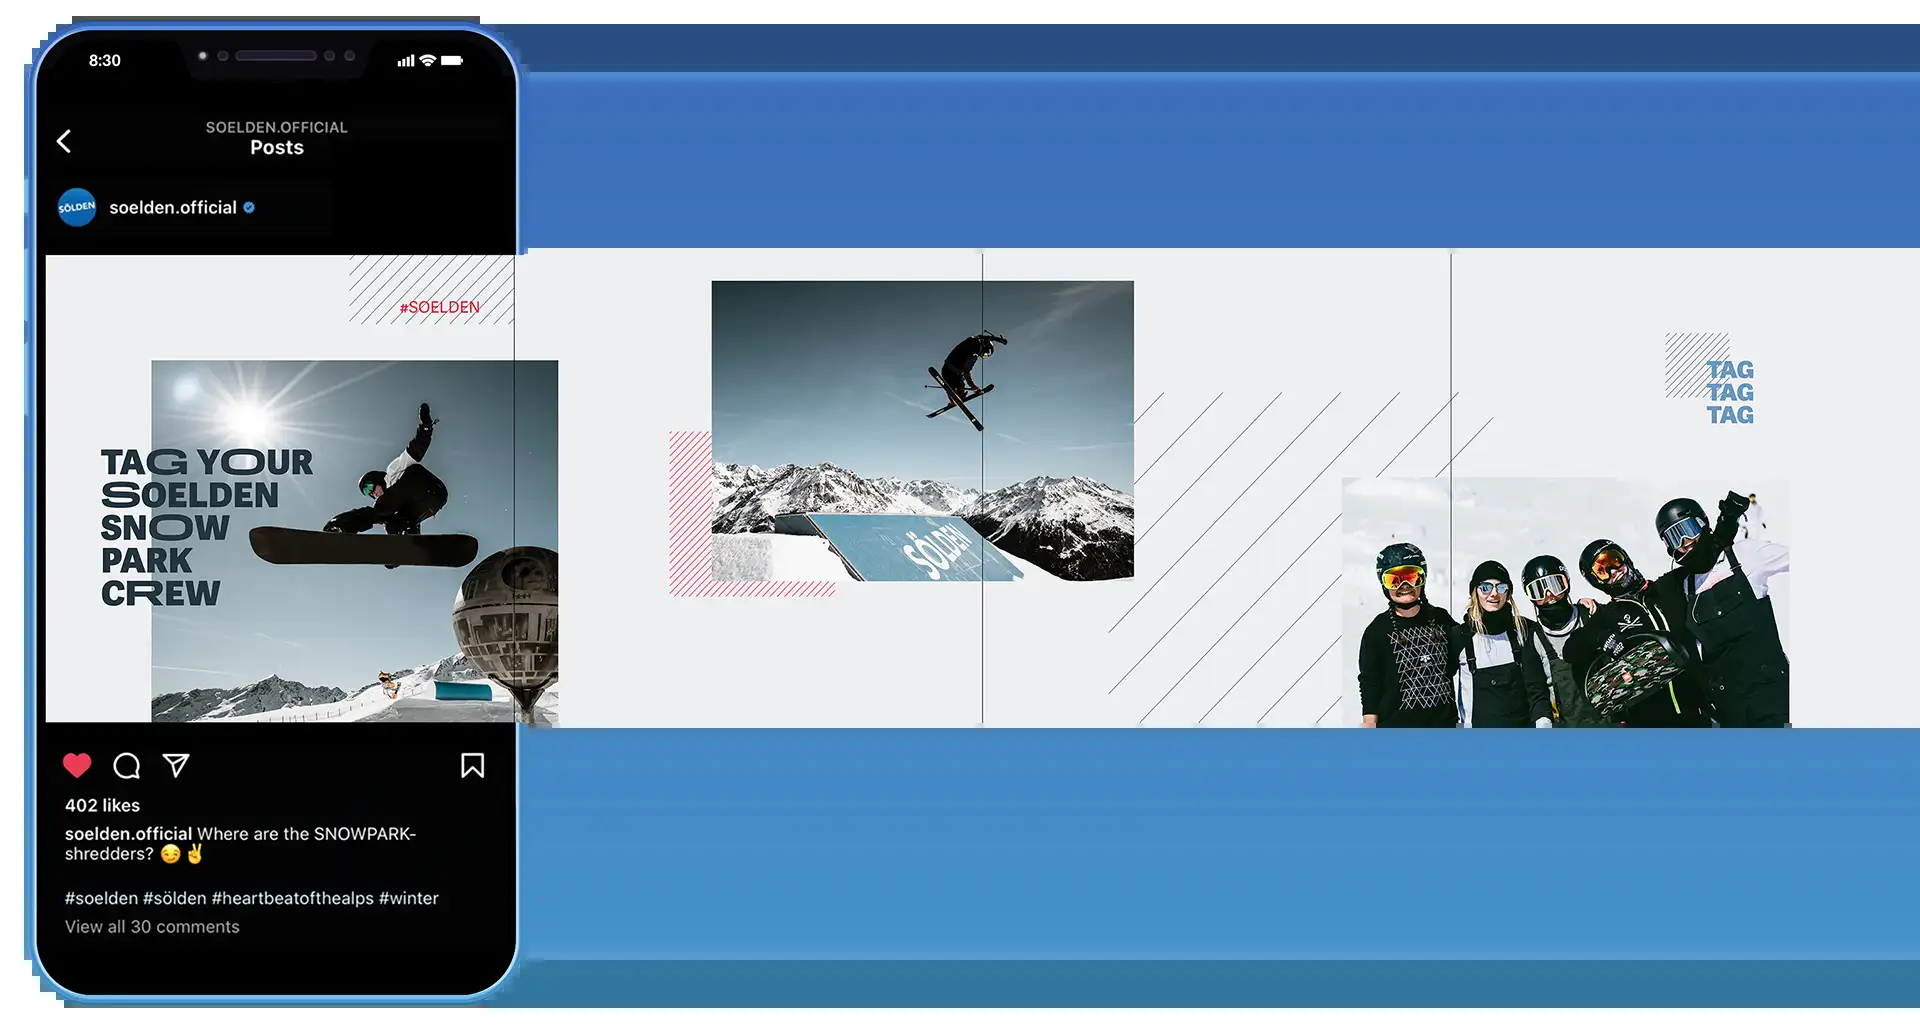 8:30
SOELDEN.OFFICIAL
Posts
SÖLDEN
soelden.official
#SOELDEN
TAG YOUR
SOELDEN
SNOW
PARK
CREW
SÖLDEN
TAG
TAG
TAG
402 likes
soelden.official Where are the SNOWPARK-
shredders? 😏✌️
#soelden #sölden #heartbeatofthealps #winter
View all 30 comments